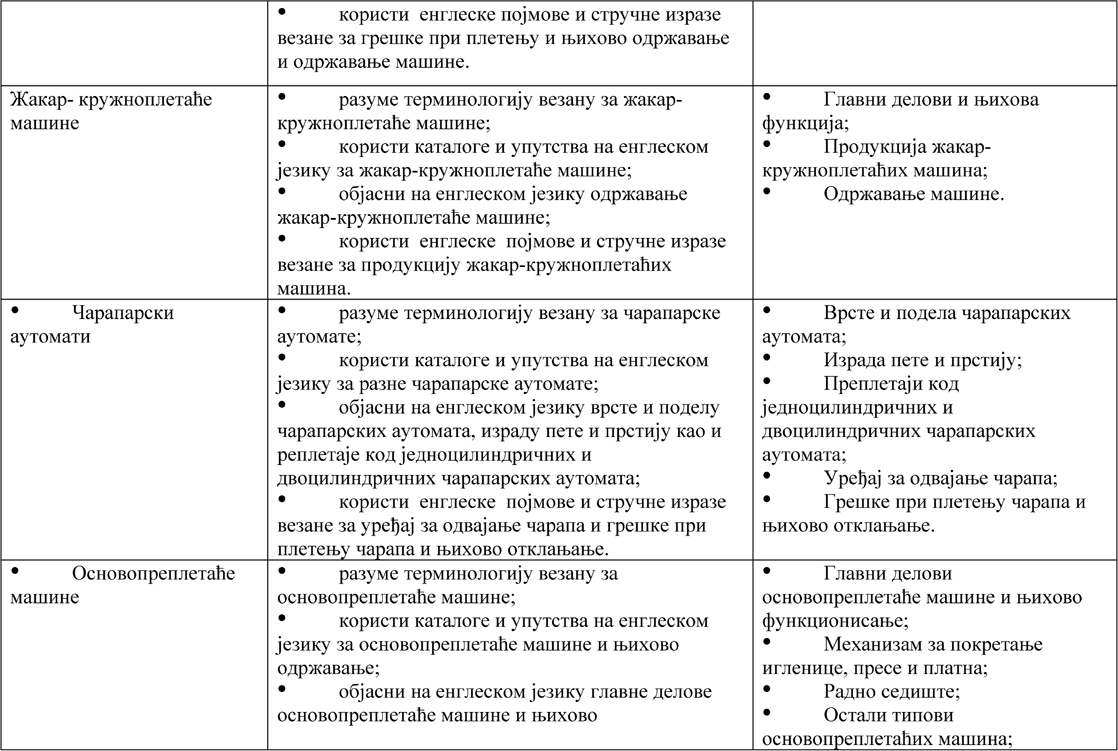 • користи енглеске појмове и стручне изразе
везане за грешке при плетењу и њихово одржавање
и одржавање машине.
Жакар- кружноплетаће
машине
• разуме терминологију везану за жакар-
кружноплетаће машине;
• користи каталоге и упутства на енглеском
језику за жакар-кружноплетаће машине;
• објасни на енглеском језику одржавање
жакар-кружноплетаће машине;
• користи енглеске појмове и стручне изразе
везане за продукцију жакар-кружноплетаћих
машина.
• Главни делови и њихова
функција;
• Продукција жакар-
кружноплетаћих машина;
• Одржавање машине.
• Чарапарски
аутомати
• разуме терминологију везану за чарапарске
аутомате;
• користи каталоге и упутства на енглеском
језику за разне чарапарске аутомате;
• објасни на енглеском језику врсте и поделу
чарапарских аутомата, израду пете и прстију као и
реплетаје код једноцилиндричних и
двоцилиндричних чарапарских аутомата;
• користи енглеске појмове и стручне изразе
везане за уређај за одвајање чарапа и грешке при
плетењу чарапа и њихово отклањање.
• Врсте и подела чарапарских
аутомата;
• Израда пете и прстију;
• Преплетаји код
једноцилиндричних и
двоцилиндричних чарапарских
аутомата;
• Уређај за одвајање чарапа;
• Грешке при плетењу чарапа и
њихово отклањање.
• Основопреплетаће
машине
• разуме терминологију везану за
основопреплетаће машине;
• користи каталоге и упутства на енглеском
језику за основопреплетаће машине и њихово
одржавање;
• објасни на енглеском језику главне делове
основопреплетаће машине и њихово
• Главни делови
основопреплетаће машине и њихово
функционисање;
• Механизам за покретање
игленице, пресе и платна;
• Радно седиште;
• Остали типови
основопреплетаћих машина;